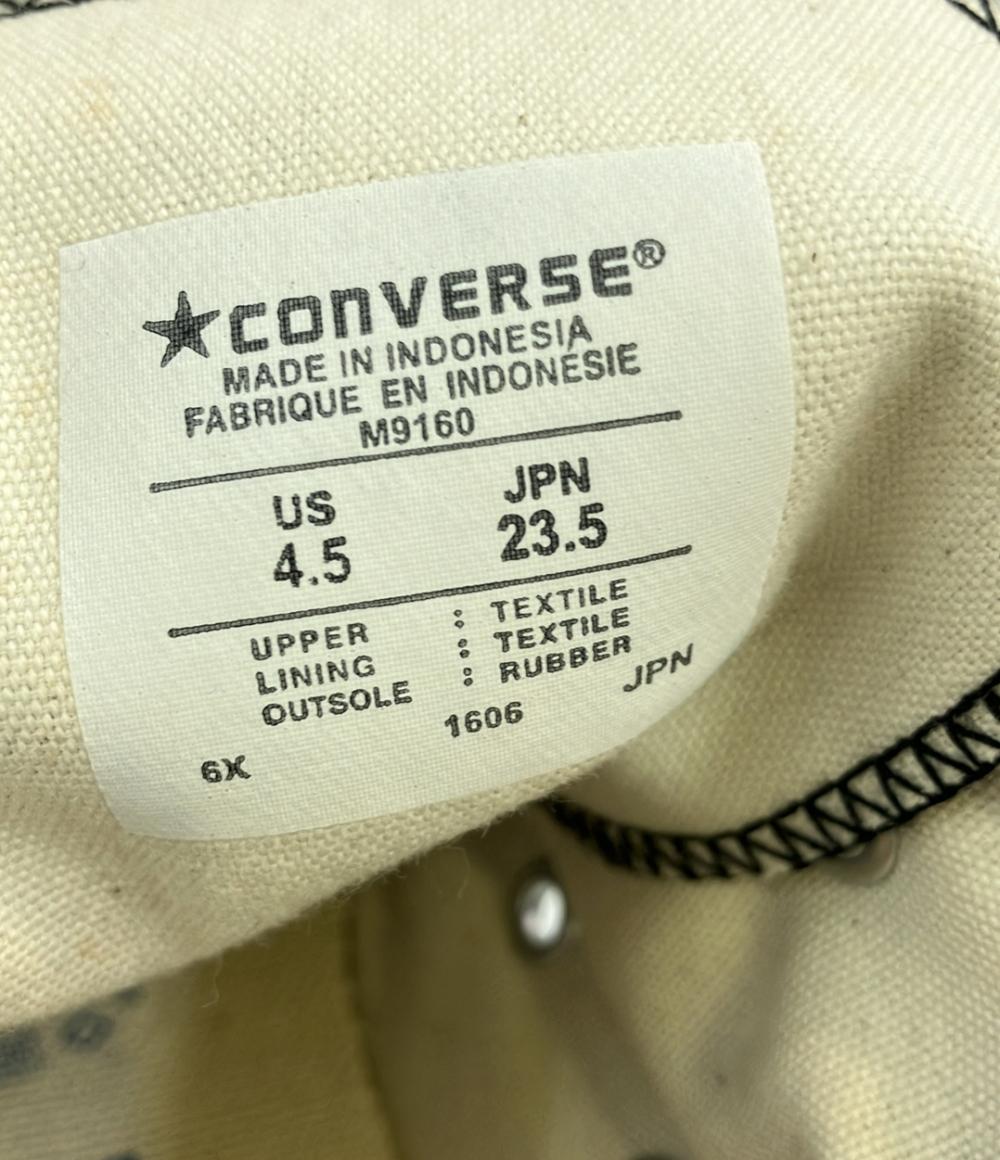 ★CONVERSE®
MADE IN INDONESIA
FABRIQUE EN INDONÉSIE
M9160
US JPN
4.5 23.5
UPPER : TEXTILE
LINING : TEXTILE
OUTSOLE : RUBBER
6X 1606 JPN